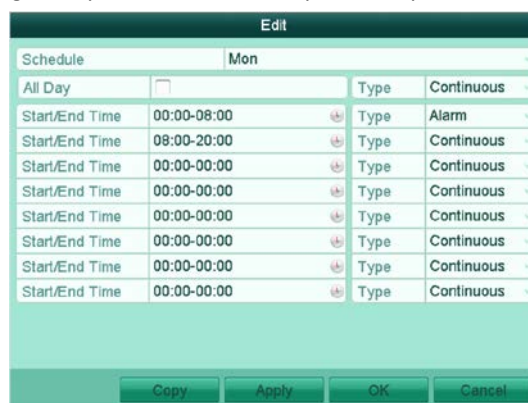 Edit
Schedule Mon
All Day Type Continuous
Start/End Time 00:00-08:00 Type Alarm
Start/End Time 08:00-20:00 Type Continuous
Start/End Time 00:00-00:00 Type Continuous
Start/End Time 00:00-00:00 Type Continuous
Start/End Time 00:00-00:00 Type Continuous
Start/End Time 00:00-00:00 Type Continuous
Start/End Time 00:00-00:00 Type Continuous
Start/End Time 00:00-00:00 Type Continuous
Copy Apply OK Cancel